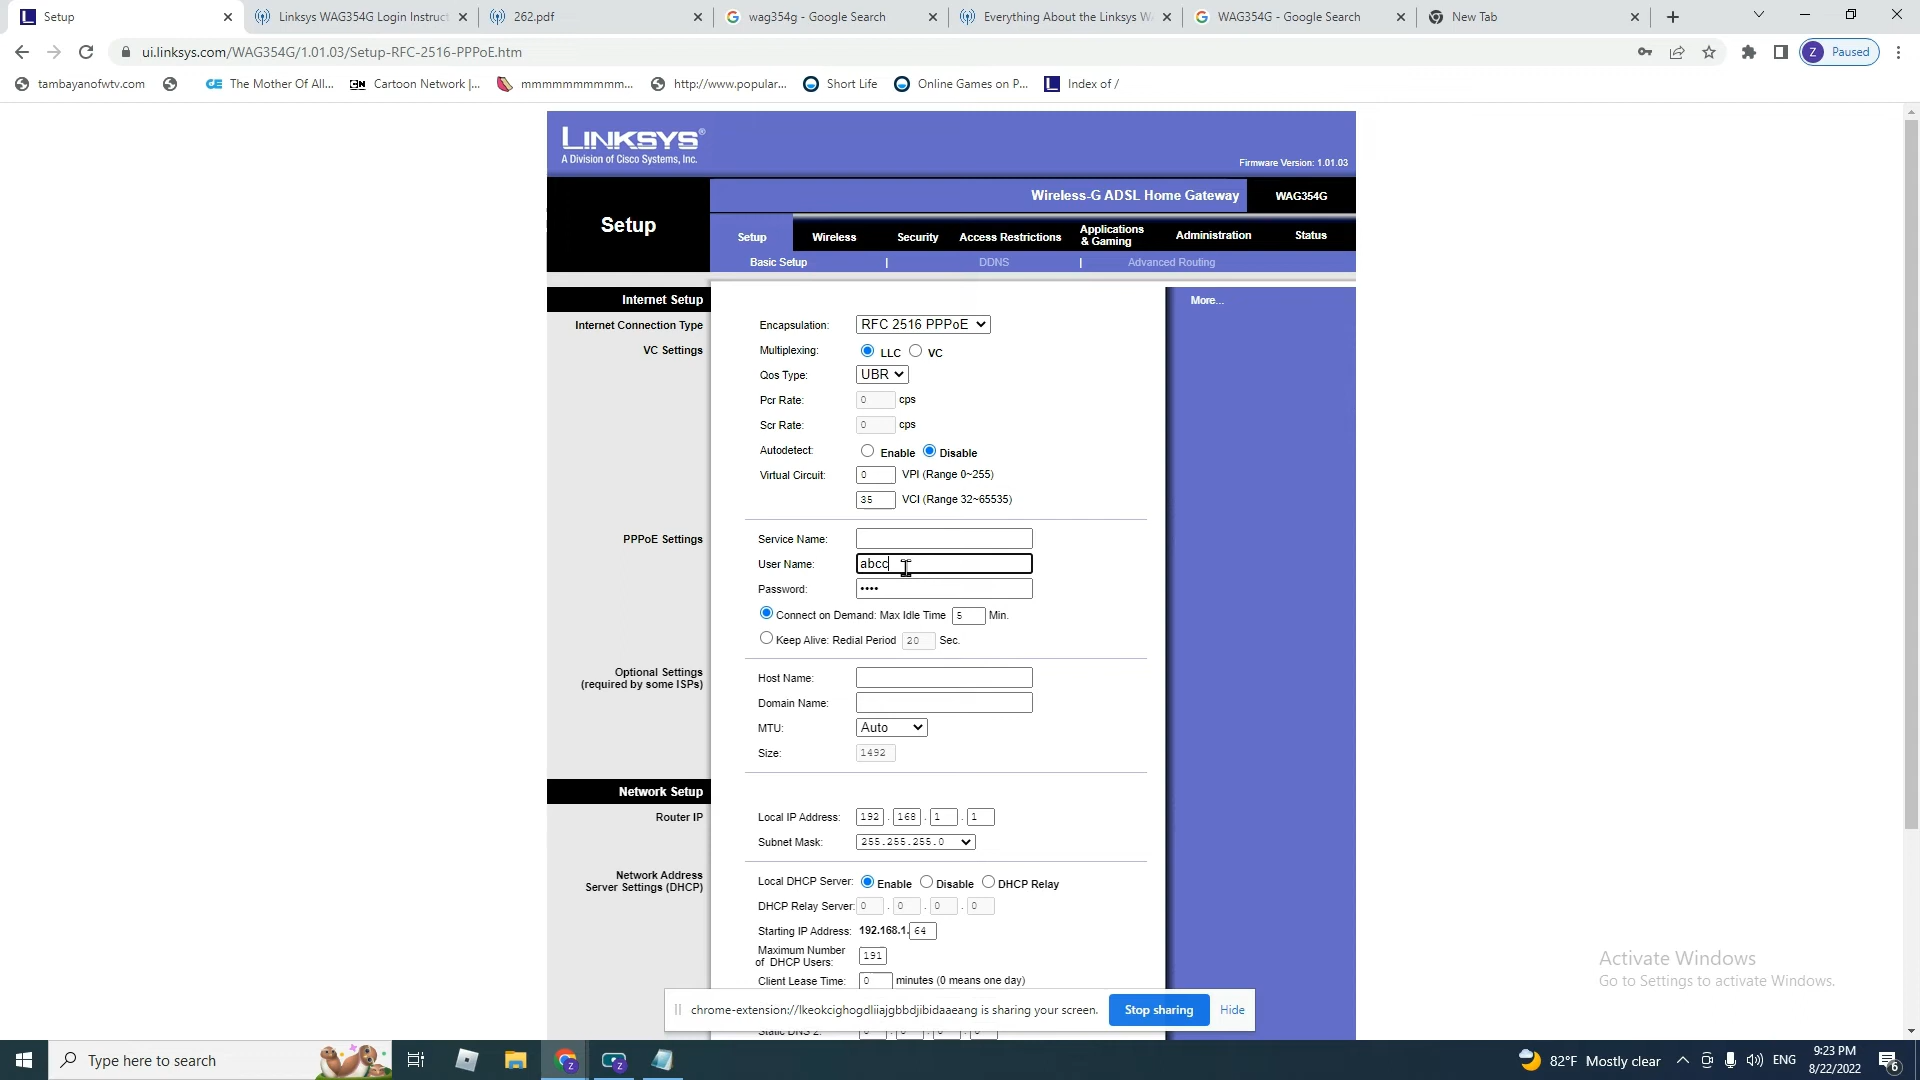 Setup
Linksys WAG354G Login Instruct
262.pdf
wag354g - Google Search
Everything About the Linksys W
WAG354G - Google Search
New Tab
ui.linksys.com/WAG354G/1.01.03/Setup-RFC-2516-PPPoE.htm
Z Paused
tambayanofwtv.com
The Mother Of All...
CN Cartoon Network |...
mmmmmmmmmm...
http://www.popular...
Short Life
Online Games on P...
Index of /
LINKSYS®
A Division of Cisco Systems, Inc.
Firmware Version: 1.01.03
Wireless-G ADSL Home Gateway WAG354G
Setup
Setup Wireless Security Access Restrictions Applications & Gaming Administration Status
Basic Setup | DDNS | Advanced Routing
Internet Setup
More...
Internet Connection Type
Encapsulation: RFC 2516 PPPoE
VC Settings
Multiplexing: LLC VC
Qos Type: UBR
Pcr Rate: 0 cps
Scr Rate: 0 cps
Autodetect: Enable Disable
Virtual Circuit: 0 VPI (Range 0~255)
35 VCI (Range 32~65535)
PPPoE Settings
Service Name:
User Name: abcc
Password: ••••
Connect on Demand: Max Idle Time 5 Min.
Keep Alive: Redial Period 20 Sec.
Optional Settings
(required by some ISPs)
Host Name:
Domain Name:
MTU: Auto
Size: 1492
Network Setup
Router IP
Local IP Address: 192 . 168 . 1 . 1
Subnet Mask: 255.255.255.0
Network Address
Server Settings (DHCP)
Local DHCP Server: Enable Disable DHCP Relay
DHCP Relay Server: 0 . 0 . 0 . 0
Starting IP Address: 192.168.1. 64
Maximum Number
of DHCP Users: 191
Client Lease Time: 0 minutes (0 means one day)
Static DNS 2:
chrome-extension://lkeokcighogdliiajgbbdjibidaaeang is sharing your screen. Stop sharing Hide
Activate Windows
Go to Settings to activate Windows.
Type here to search
82°F Mostly clear
ENG
9:23 PM
8/22/2022
6